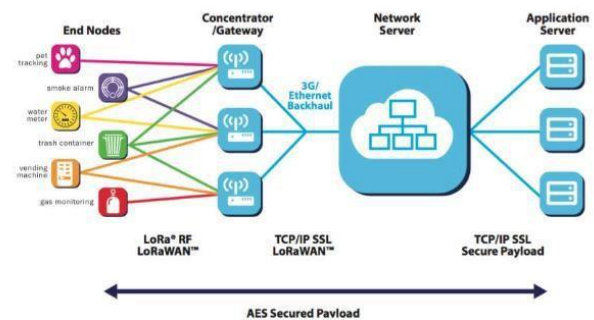 End Nodes
Concentrator
/Gateway
Network
Server
Application
Server
pet
tracking
smoke alarm
water
meter
trash container
vending
machine
gas monitoring
3G/
Ethernet
Backhaul
LoRa® RF
LoRaWAN™
TCP/IP SSL
LoRaWAN™
TCP/IP SSL
Secure Payload
AES Secured Payload